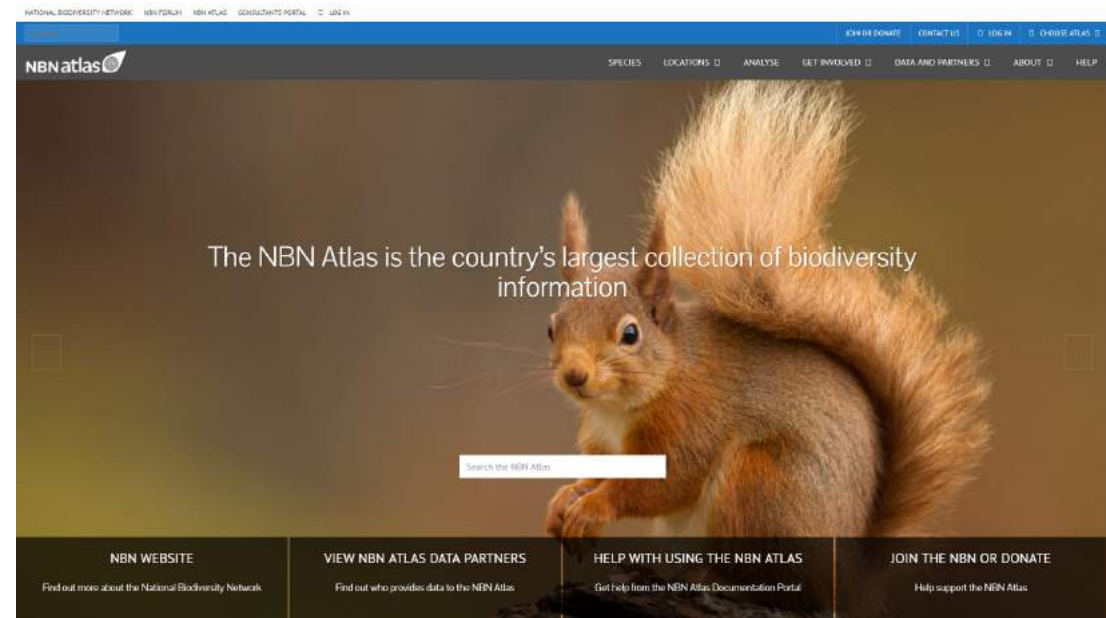 NATIONAL BIODIVERSITY NETWORK NBN FORUM NBN ATLAS CONSULTANTS PORTAL LOG IN
JOIN OR DONATE CONTACT US LOG IN CHOOSE ATLAS
NBN atlas
SPECIES LOCATIONS ANALYSE GET INVOLVED DATA AND PARTNERS ABOUT HELP
The NBN Atlas is the country's largest collection of biodiversity
information
Search the NBN Atlas
NBN WEBSITE VIEW NBN ATLAS DATA PARTNERS HELP WITH USING THE NBN ATLAS JOIN THE NBN OR DONATE
Find out more about the National Biodiversity Network Find out who provides data to the NBN Atlas Get help from the NBN Atlas Documentation Portal Help support the NBN Atlas